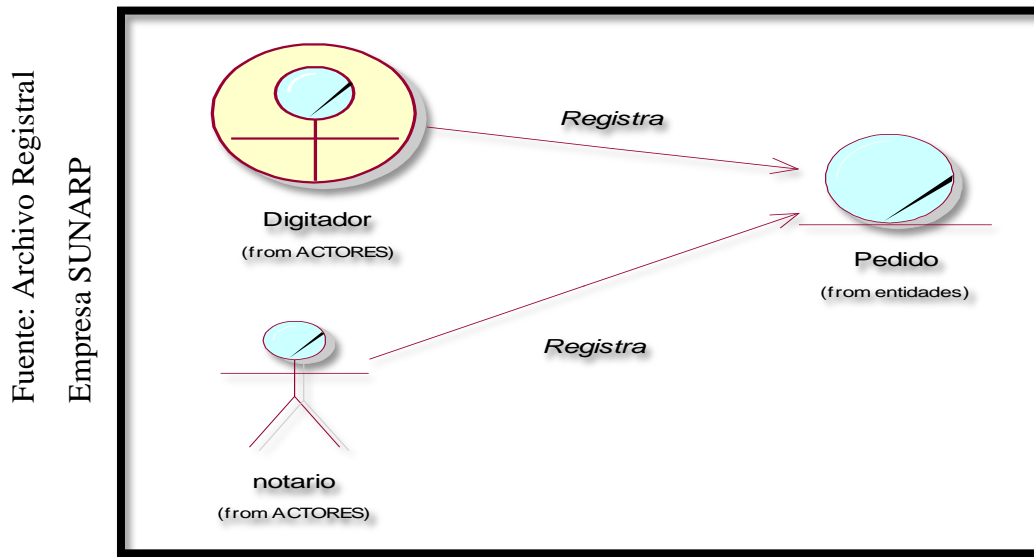 Fuente: Archivo Registral
Empresa SUNARP
Registra
Digitador
(from ACTORES)
Pedido
(from entidades)
Registra
notario
(from ACTORES)